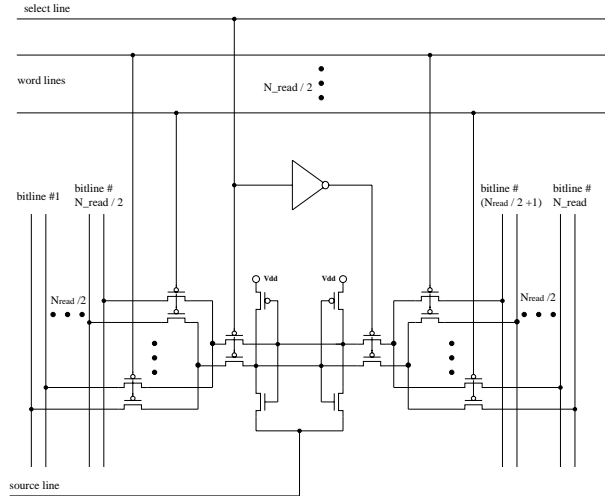 select line
word lines
N_read / 2
bitline #1
bitline #
N_read / 2
bitline #
(Nread / 2 +1)
bitline #
N_read
Vdd
Vdd
Nread /2
Nread /2
source line